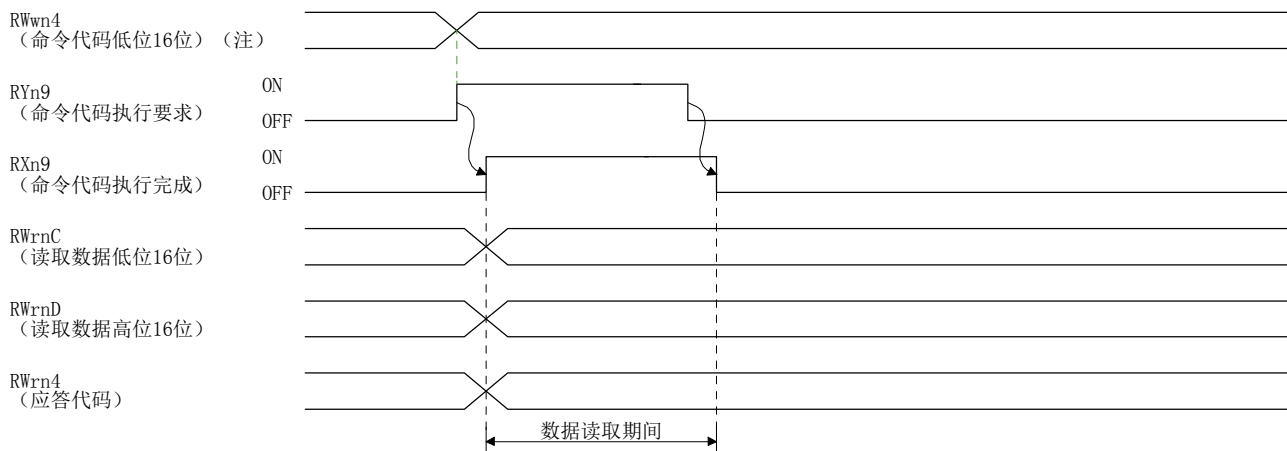 RWwn4
（命令代码低位16位）（注）
RYn9
（命令代码执行要求）
ON
OFF
RXn9
（命令代码执行完成）
ON
OFF
RWrnC
（读取数据低位16位）
RWrnD
（读取数据高位16位）
RWrn4
（应答代码）
数据读取期间